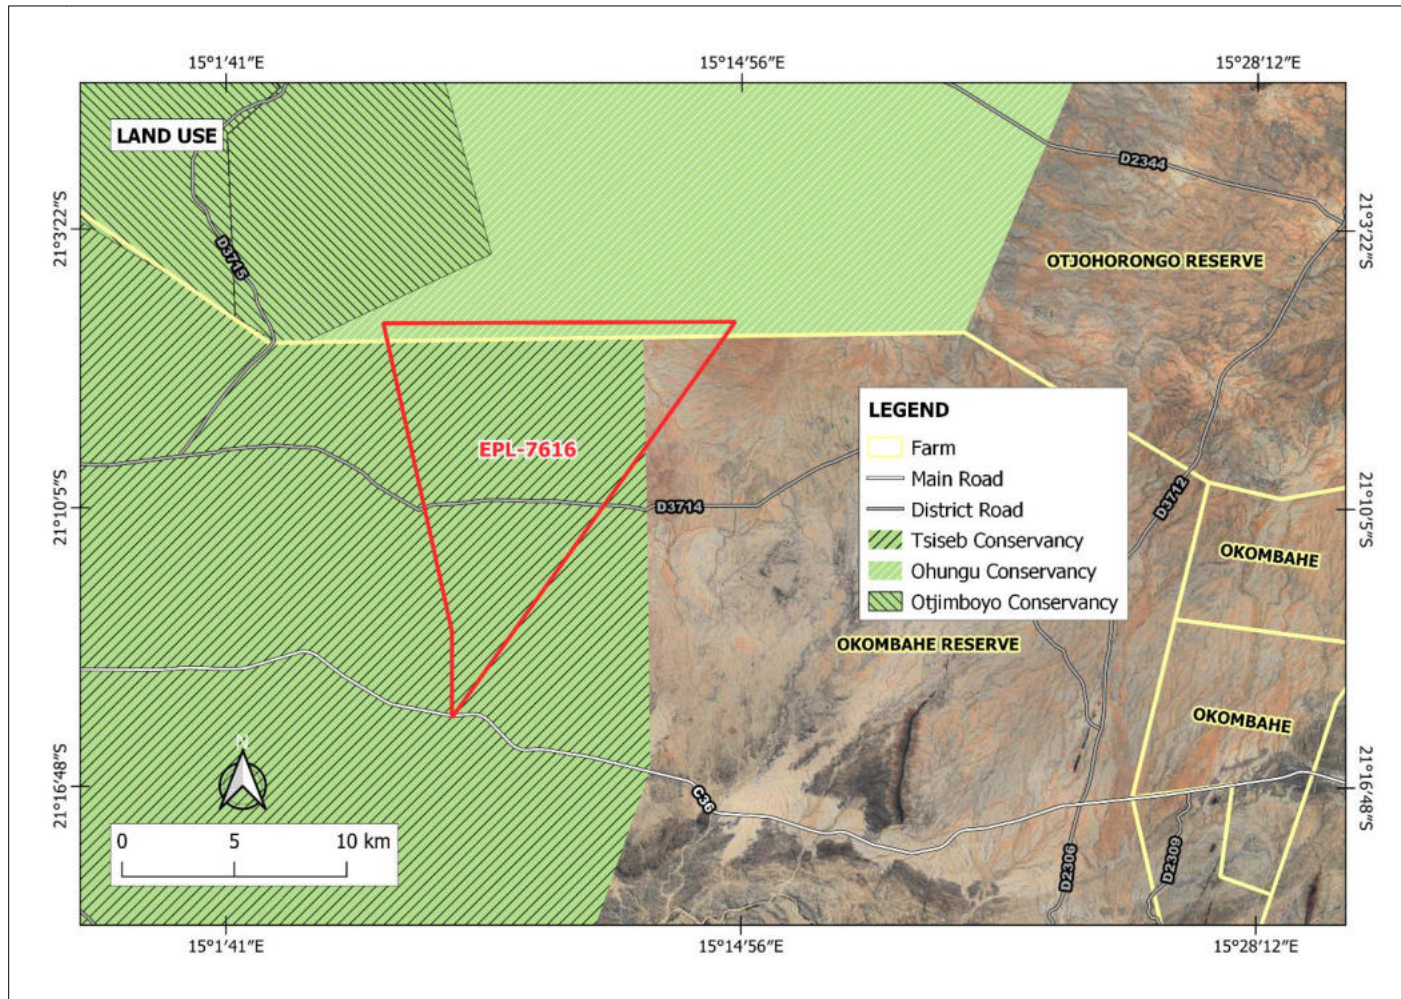 15°1'41"E
15°14'56"E
15°28'12"E
LAND USE
D2344
21°3'22"S
21°3'22"S
D3715
OTJOHORONGO RESERVE
LEGEND
Farm
Main Road
District Road
Tsiseb Conservancy
Ohungu Conservancy
Otjimboyo Conservancy
EPL-7616
21°10'5"S
D3714
D3712
21°10'5"S
OKOMBAHE
OKOMBAHE RESERVE
OKOMBAHE
N
21°16'48"S
C36
21°16'48"S
0 5 10 km
D2306
D2309
15°1'41"E
15°14'56"E
15°28'12"E